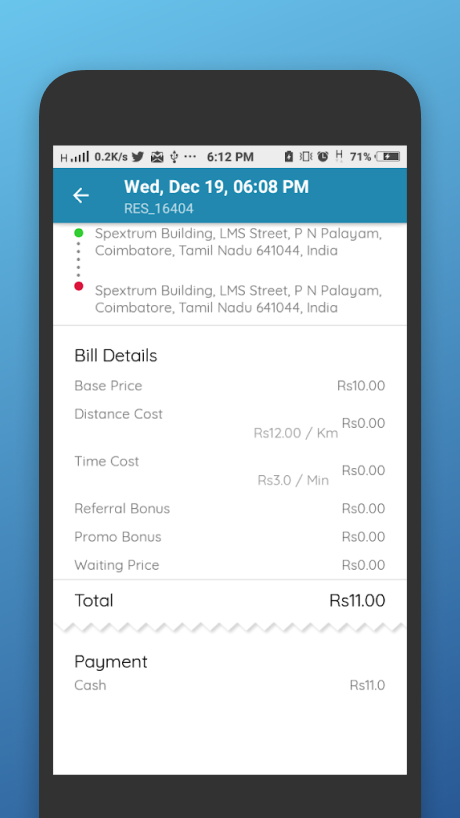 H 0.2K/s 6:12 PM H 71%
Wed, Dec 19, 06:08 PM
RES_16404
Spextrum Building, LMS Street, P N Palayam,
Coimbatore, Tamil Nadu 641044, India
Spextrum Building, LMS Street, P N Palayam,
Coimbatore, Tamil Nadu 641044, India
Bill Details
Base Price Rs10.00
Distance Cost Rs0.00
Rs12.00 / Km
Time Cost Rs0.00
Rs3.0 / Min
Referral Bonus Rs0.00
Promo Bonus Rs0.00
Waiting Price Rs0.00
Total Rs11.00
Payment
Cash Rs11.0